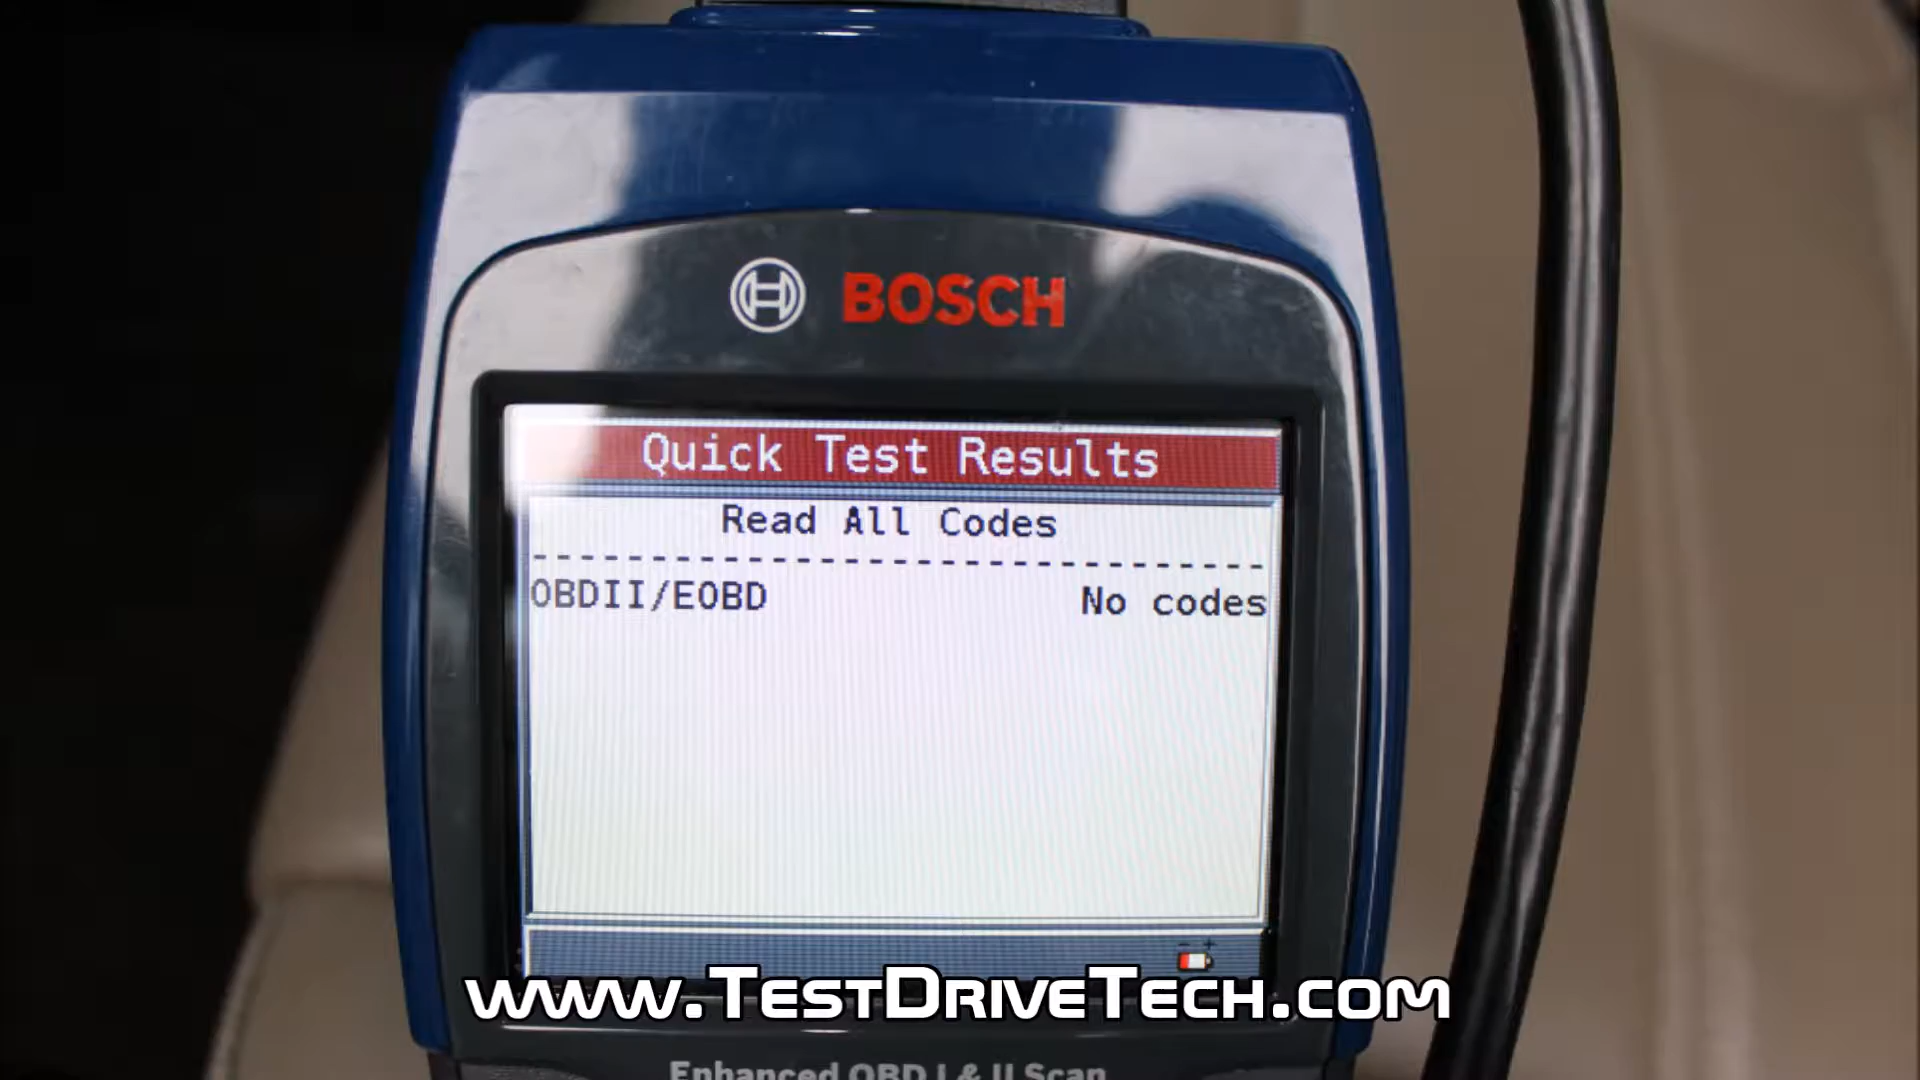 BOSCH
Quick Test Results
Read All Codes
OBDII/EOBD No codes
www.TestDriveTech.com
Enhanced OBD I & II Scan